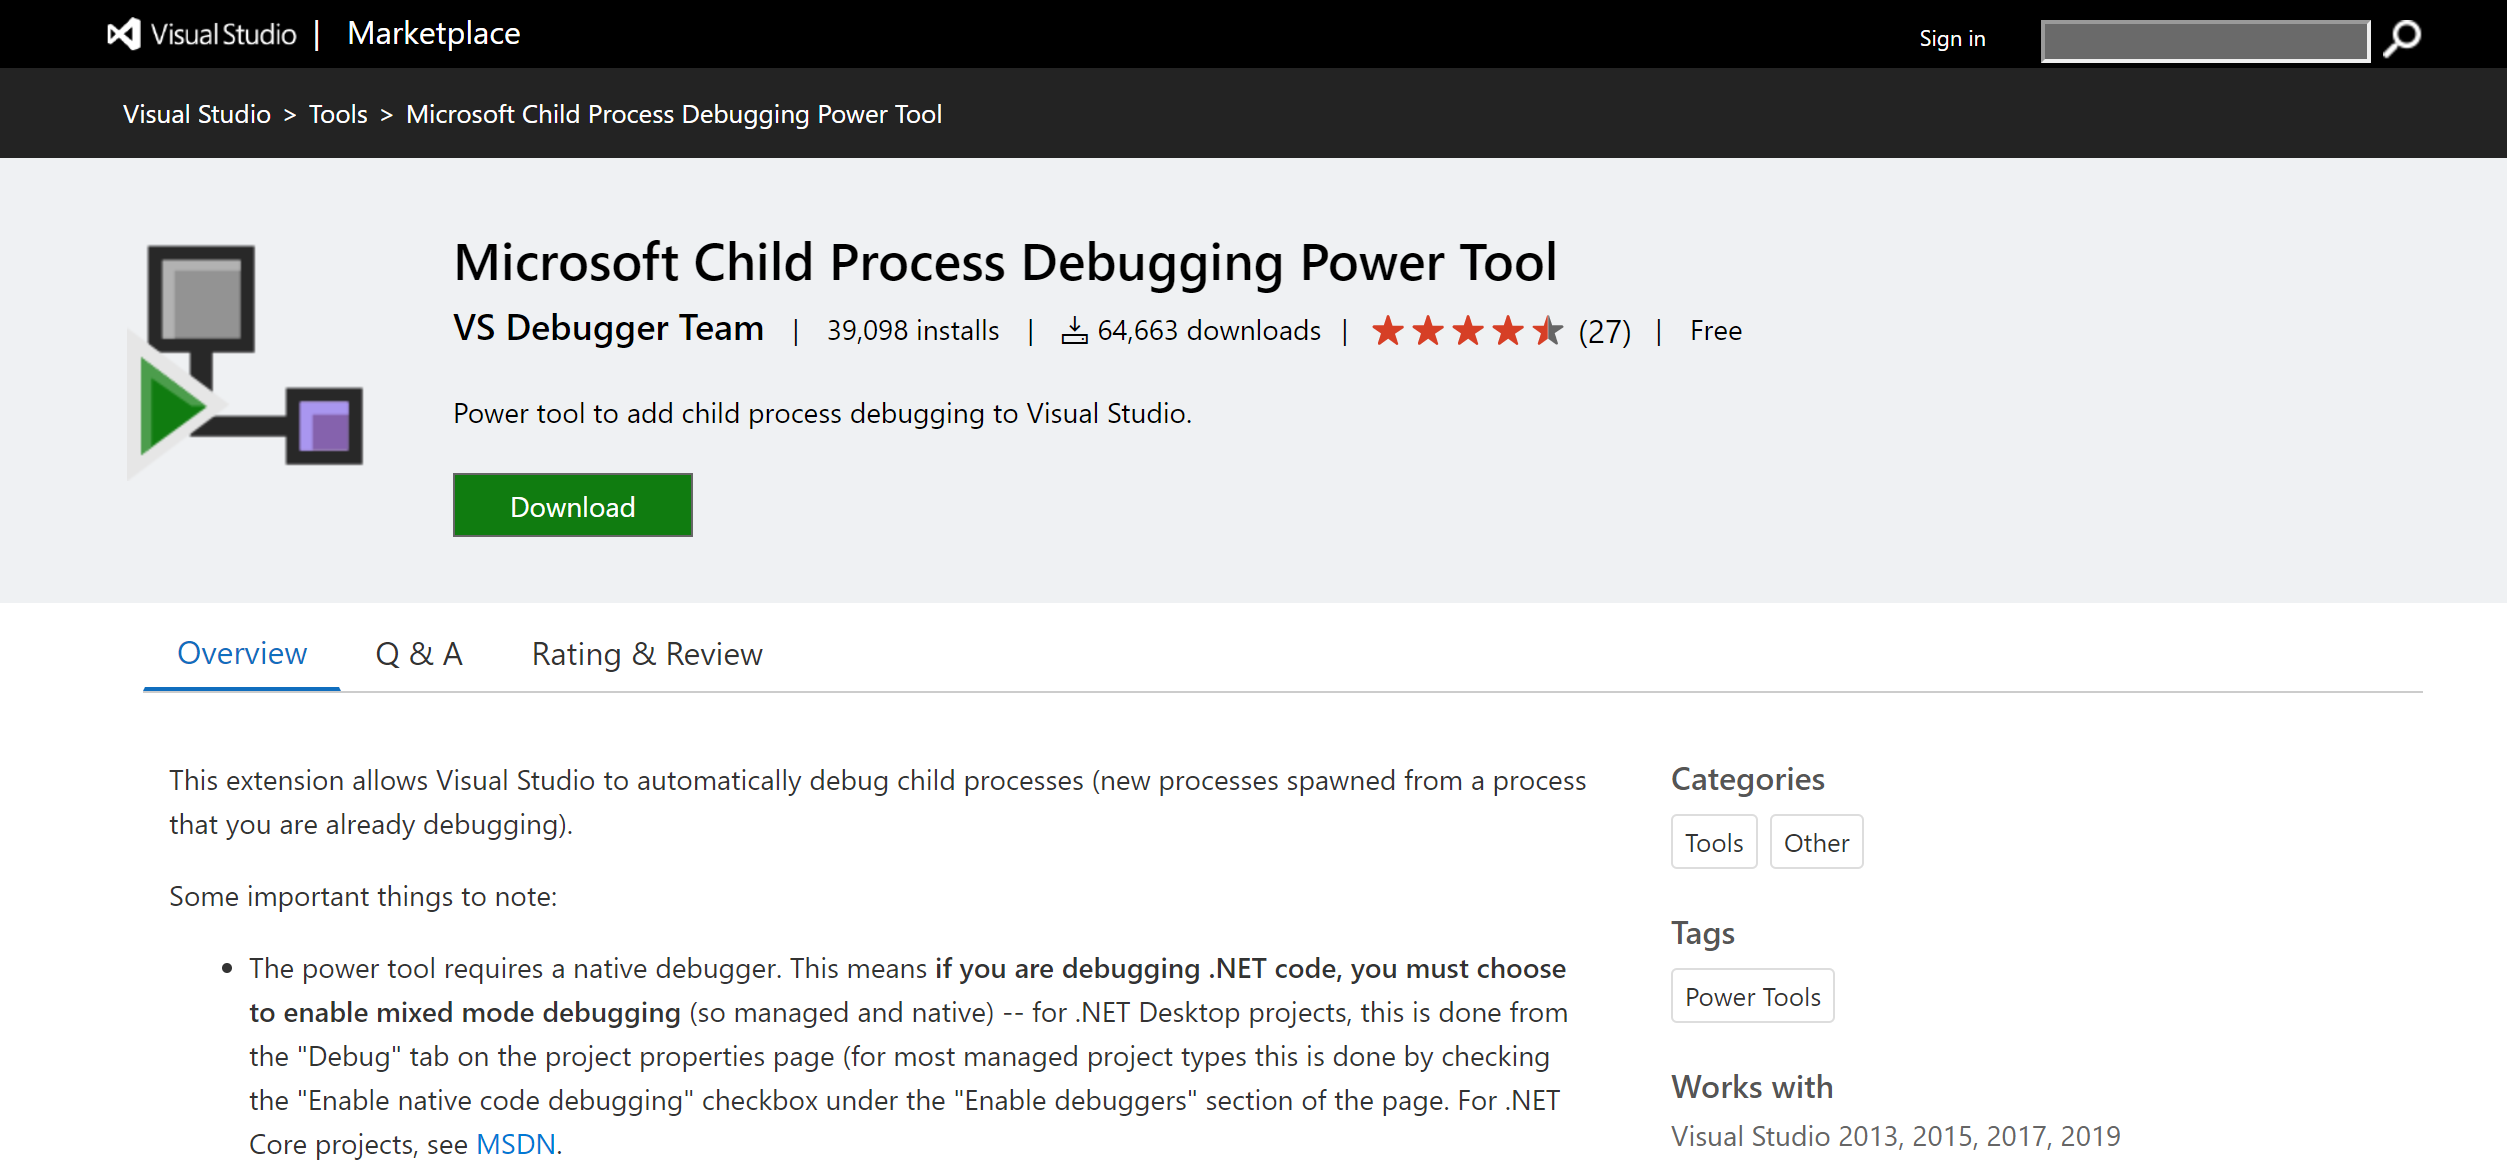 Visual Studio | Marketplace
Sign in
Visual Studio > Tools > Microsoft Child Process Debugging Power Tool
Microsoft Child Process Debugging Power Tool
VS Debugger Team | 39,098 installs | 64,663 downloads | (27) | Free
Power tool to add child process debugging to Visual Studio.
Download
Overview Q & A Rating & Review
This extension allows Visual Studio to automatically debug child processes (new processes spawned from a process
that you are already debugging).
Some important things to note:
• The power tool requires a native debugger. This means if you are debugging .NET code, you must choose
to enable mixed mode debugging (so managed and native) -- for .NET Desktop projects, this is done from
the "Debug" tab on the project properties page (for most managed project types this is done by checking
the "Enable native code debugging" checkbox under the "Enable debuggers" section of the page. For .NET
Core projects, see MSDN.
Categories
Tools Other
Tags
Power Tools
Works with
Visual Studio 2013, 2015, 2017, 2019